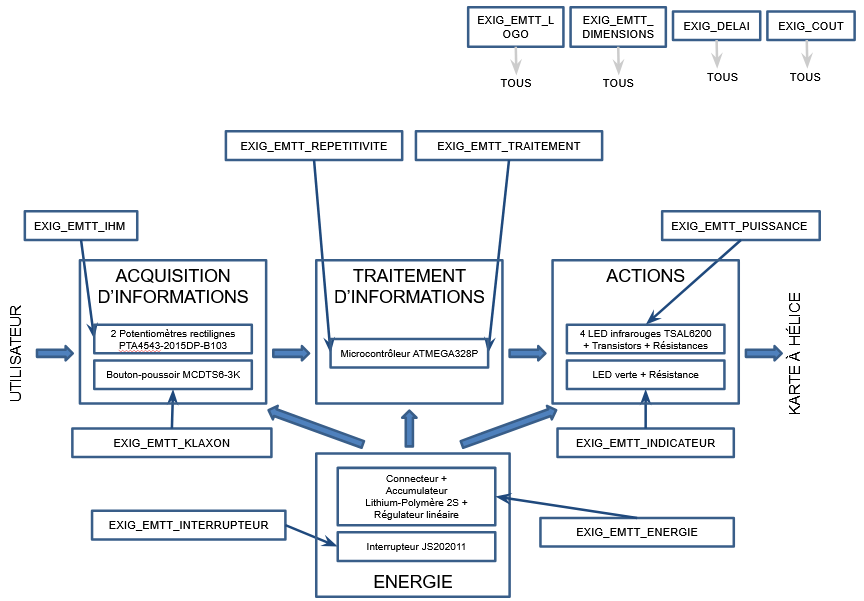 EXIG_EMTT_L
OGO
EXIG_EMTT_
DIMENSIONS
EXIG_DELAI
EXIG_COUT
TOUS
TOUS
TOUS
TOUS
EXIG_EMTT_REPETITIVITE
EXIG_EMTT_TRAITEMENT
EXIG_EMTT_IHM
EXIG_EMTT_PUISSANCE
UTILISATEUR
ACQUISITION
D'INFORMATIONS
2 Potentiomètres rectilignes
PTA4543-2015DP-B103
Bouton-poussoir MCDTS6-3K
TRAITEMENT
D'INFORMATIONS
Microcontrôleur ATMEGA328P
ACTIONS
4 LED infrarouges TSAL6200
+ Transistors + Résistances
LED verte + Résistance
KARTE À HÉLICE
EXIG_EMTT_KLAXON
EXIG_EMTT_INDICATEUR
Connecteur +
Accumulateur
Lithium-Polymère 2S +
Régulateur linéaire
EXIG_EMTT_INTERRUPTEUR
EXIG_EMTT_ENERGIE
Interrupteur JS202011
ENERGIE